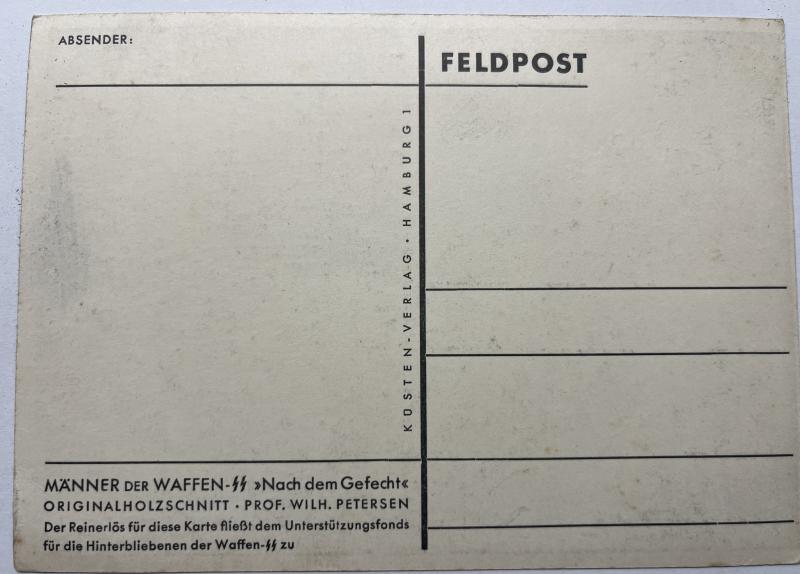 ABSENDER:
FELDPOST
KÜSTEN-VERLAG · HAMBURG 1
MÄNNER DER WAFFEN-ᛋᛋ »Nach dem Gefecht«
ORIGINALHOLZSCHNITT · PROF. WILH. PETERSEN
Der Reinerlös für diese Karte fließt dem Unterstützungsfonds
für die Hinterbliebenen der Waffen-ᛋᛋ zu